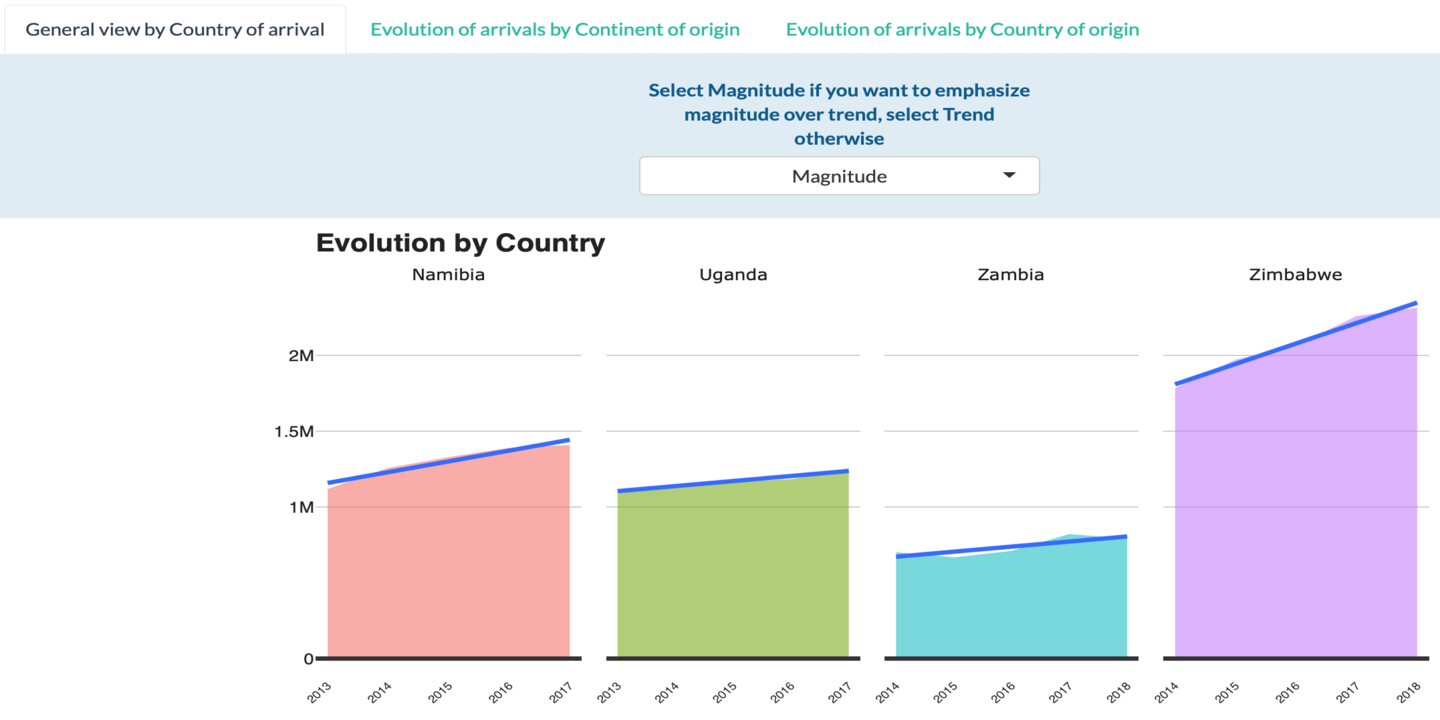 General view by Country of arrival
Evolution of arrivals by Continent of origin
Evolution of arrivals by Country of origin
Select Magnitude if you want to emphasize
magnitude over trend, select Trend
otherwise
Magnitude
Evolution by Country
Namibia
Uganda
Zambia
Zimbabwe
2M
1.5M
1M
0
2013
2014
2015
2016
2017
2013
2014
2015
2016
2017
2014
2015
2016
2017
2018
2014
2015
2016
2017
2018